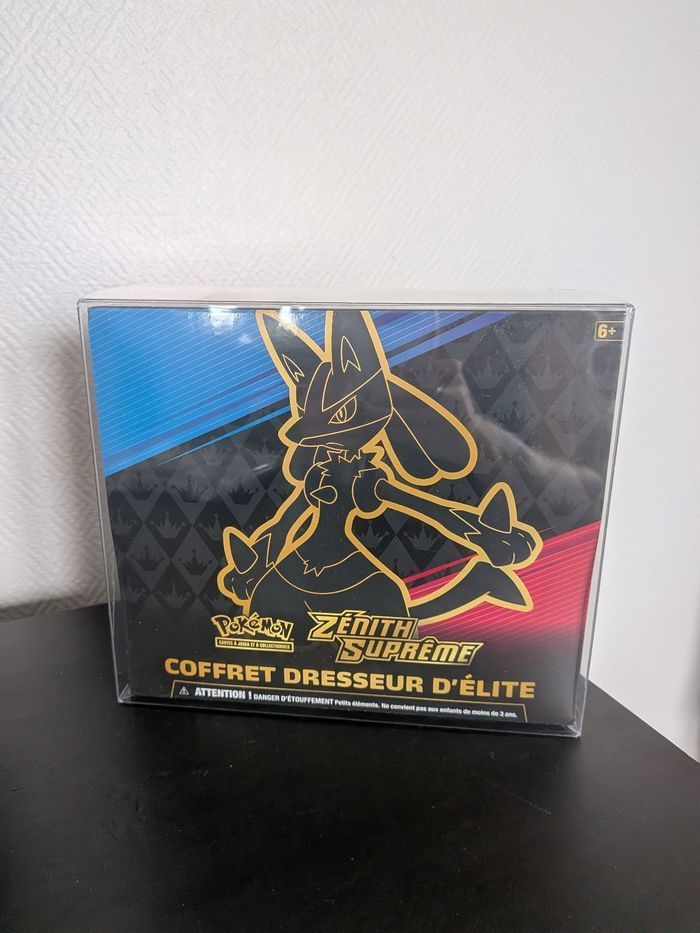 6+
POKéMON
CARTES À JOUER ET À COLLECTIONNER
ZÉNITH
SUPRÊME
COFFRET DRESSEUR D'ÉLITE
⚠ ATTENTION ! DANGER D'ÉTOUFFEMENT Petits éléments. Ne convient pas aux enfants de moins de 3 ans.